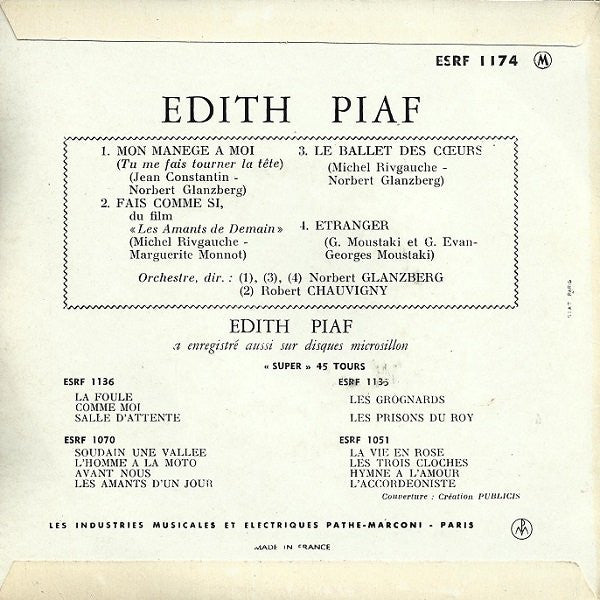 ESRF 1174 M
EDITH PIAF
1. MON MANEGE A MOI
(Tu me fais tourner la tête)
(Jean Constantin -
Norbert Glanzberg)
2. FAIS COMME SI,
du film
«Les Amants de Demain»
(Michel Rivgauche -
Marguerite Monnot)
3. LE BALLET DES CŒURS
(Michel Rivgauche -
Norbert Glanzberg)
4. ETRANGER
(G. Moustaki et G. Evan-
Georges Moustaki)
Orchestre, dir. : (1), (3), (4) Norbert GLANZBERG
(2) Robert CHAUVIGNY
EDITH PIAF
a enregistré aussi sur disques microsillon
« SUPER » 45 TOURS
ESRF 1136
LA FOULE
COMME MOI
SALLE D'ATTENTE
ESRF 1135
LES GROGNARDS
LES PRISONS DU ROY
ESRF 1070
SOUDAIN UNE VALLEE
L'HOMME A LA MOTO
AVANT NOUS
LES AMANTS D'UN JOUR
ESRF 1051
LA VIE EN ROSE
LES TROIS CLOCHES
HYMNE A L'AMOUR
L'ACCORDEONISTE
Couverture : Création PUBLICIS
LES INDUSTRIES MUSICALES ET ELECTRIQUES PATHE-MARCONI - PARIS
MADE IN FRANCE